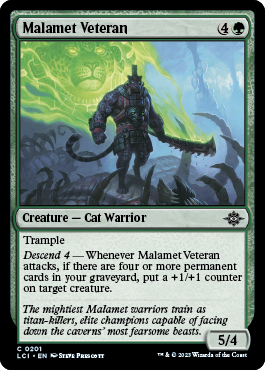 Malamet Veteran 4
Creature — Cat Warrior
Trample
Descend 4 — Whenever Malamet Veteran
attacks, if there are four or more permanent
cards in your graveyard, put a +1/+1 counter
on target creature.
The mightiest Malamet warriors train as
titan-killers, elite champions capable of facing
down the caverns’ most fearsome beasts.
5/4
C 0201
LCI • EN Steve Prescott ™ & © 2023 Wizards of the Coast